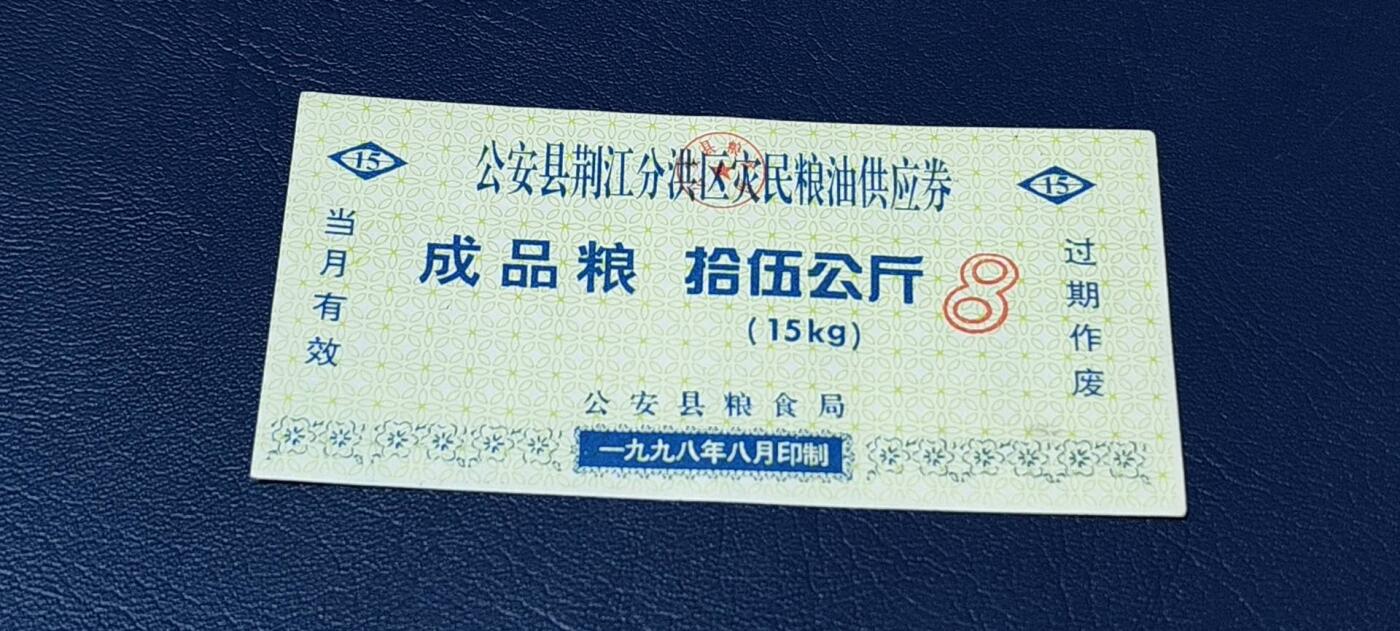 15
15
公安县荆江分洪区灾民粮油供应券
成品粮 拾伍公斤
8
(15kg)
当月有效
过期作废
公安县粮食局
一九九八年八月印制